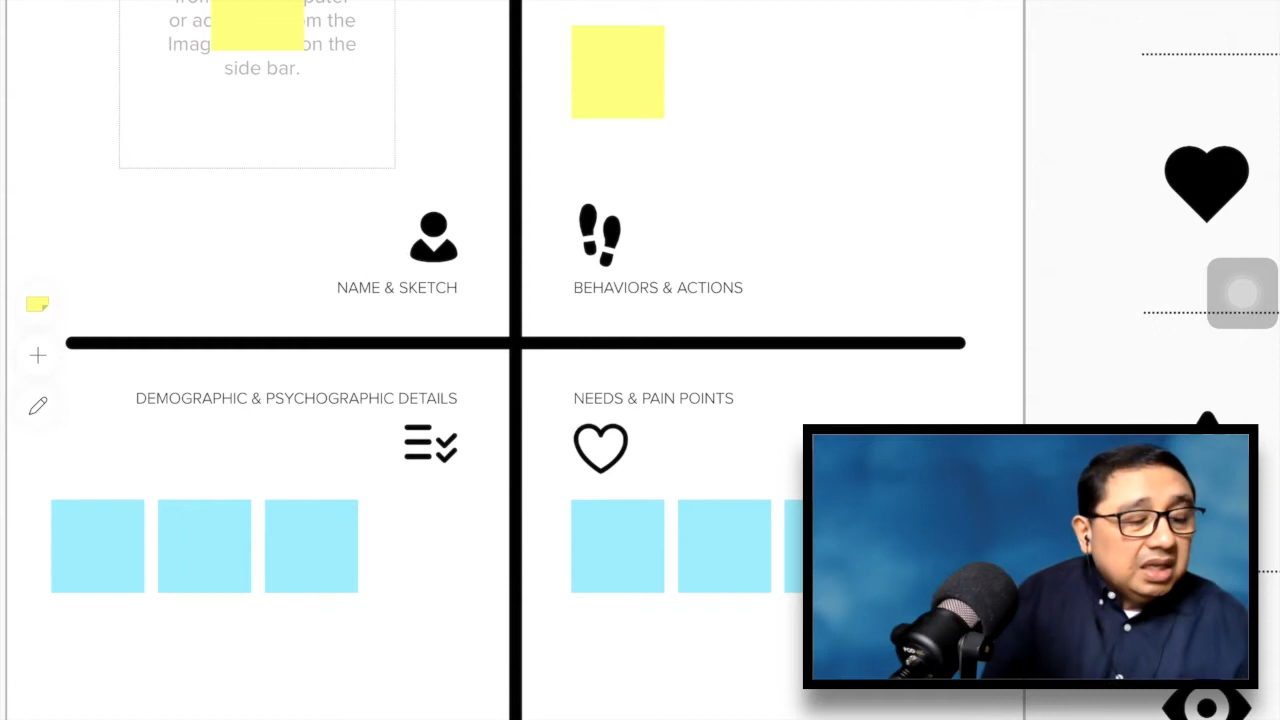 or ac m the
Imag on the
side bar.
NAME & SKETCH
BEHAVIORS & ACTIONS
DEMOGRAPHIC & PSYCHOGRAPHIC DETAILS
NEEDS & PAIN POINTS